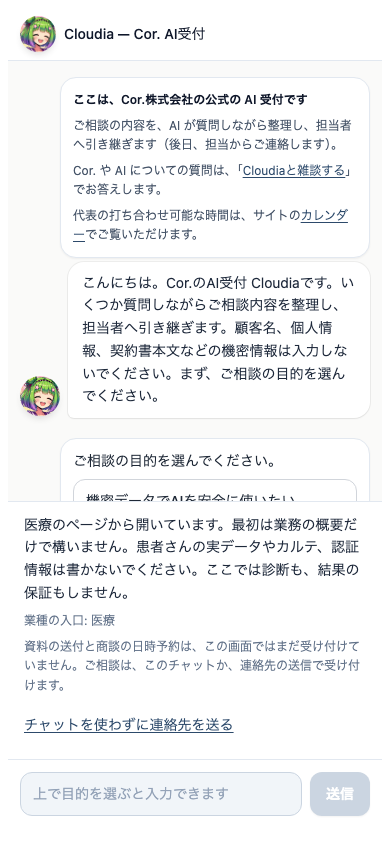 Cloudia — Cor. AI受付
ここは、Cor.株式会社の公式の AI 受付です
ご相談の内容を、AI が質問しながら整理し、担当者
へ引き継ぎます（後日、担当からご連絡します）。
Cor. や AI についての質問は、「Cloudiaと雑談する」
でお答えします。
代表の打ち合わせ可能な時間は、サイトのカレンダ
ーでご覧いただけます。
こんにちは。Cor.のAI受付 Cloudiaです。い
くつか質問しながらご相談内容を整理し、
担当者へ引き継ぎます。顧客名、個人情
報、契約書本文などの機密情報は入力しな
いでください。まず、ご相談の目的を選ん
でください。
ご相談の目的を選んでください。
機密データでAIを安全に使いたい
医療のページから開いています。最初は業務の概要だ
けで構いません。患者さんの実データやカルテ、認証
情報は書かないでください。ここでは診断も、結果の
保証もしません。
業種の入口: 医療
資料の送付と商談の日時予約は、この画面ではまだ受け付けて
いません。ご相談は、このチャットか、連絡先の送信で受け付
けます。
チャットを使わずに連絡先を送る
上で目的を選ぶと入力できます
送信